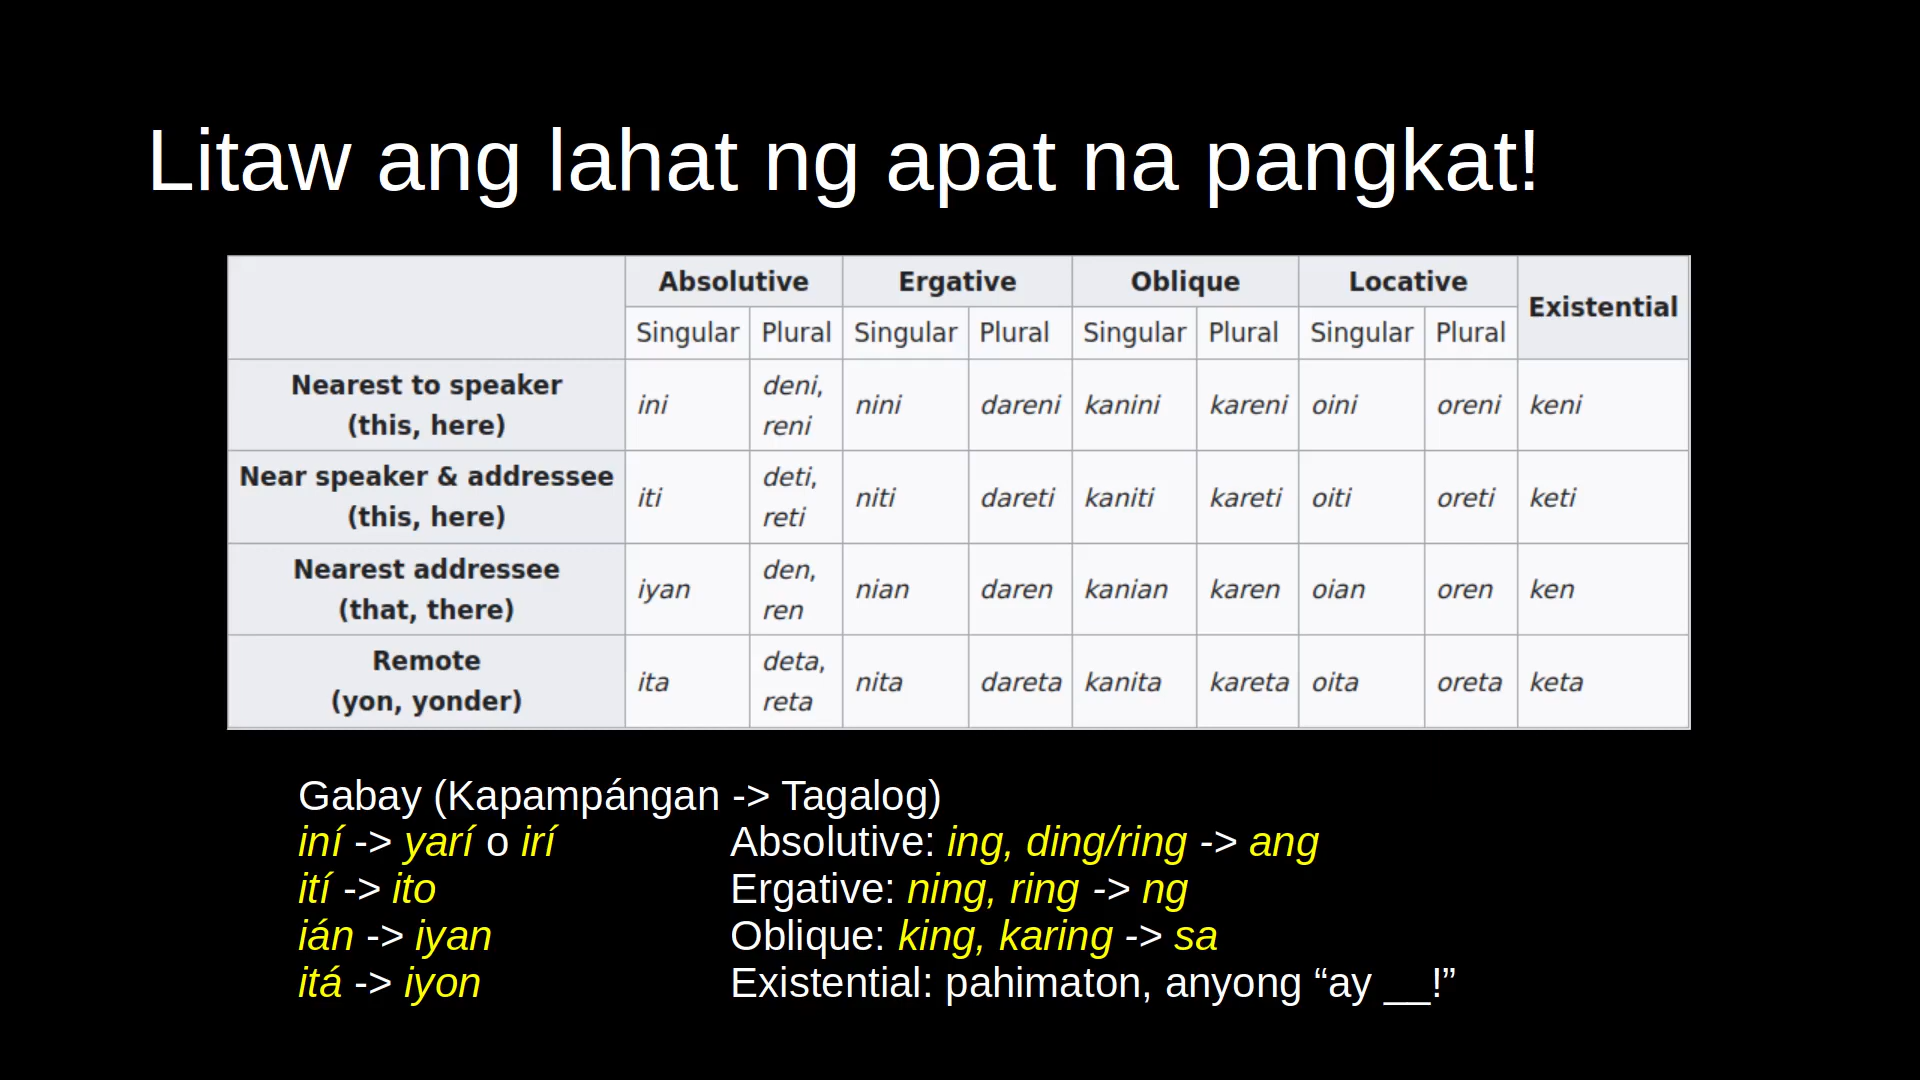 Litaw ang lahat ng apat na pangkat!
Absolutive Ergative Oblique Locative Existential
Singular Plural Singular Plural Singular Plural Singular Plural
Nearest to speaker (this, here) ini deni, reni nini dareni kanini kareni oini oreni keni
Near speaker & addressee (this, here) iti deti, reti niti dareti kaniti kareti oiti oreti keti
Nearest addressee (that, there) iyan den, ren nian daren kanian karen oian oren ken
Remote (yon, yonder) ita deta, reta nita dareta kanita kareta oita oreta keta
Gabay (Kapampángan -> Tagalog)
iní -> yarí o irí
ití -> ito
ián -> iyan
itá -> iyon
Absolutive: ing, ding/ring -> ang
Ergative: ning, ring -> ng
Oblique: king, karing -> sa
Existential: pahimaton, anyong “ay __!”